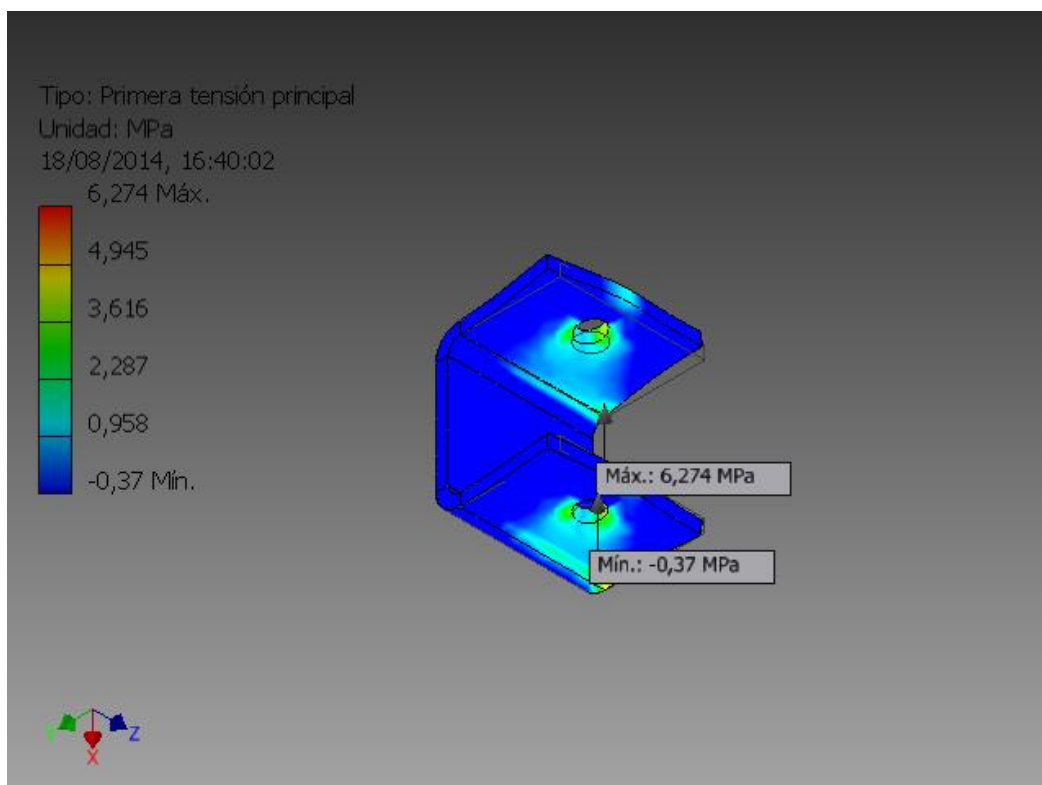 Tipo: Primera tensión principal
Unidad: MPa
18/08/2014, 16:40:02
6,274 Máx.
4,945
3,616
2,287
0,958
-0,37 Mín.
Máx.: 6,274 MPa
Mín.: -0,37 MPa
Y
Z
X